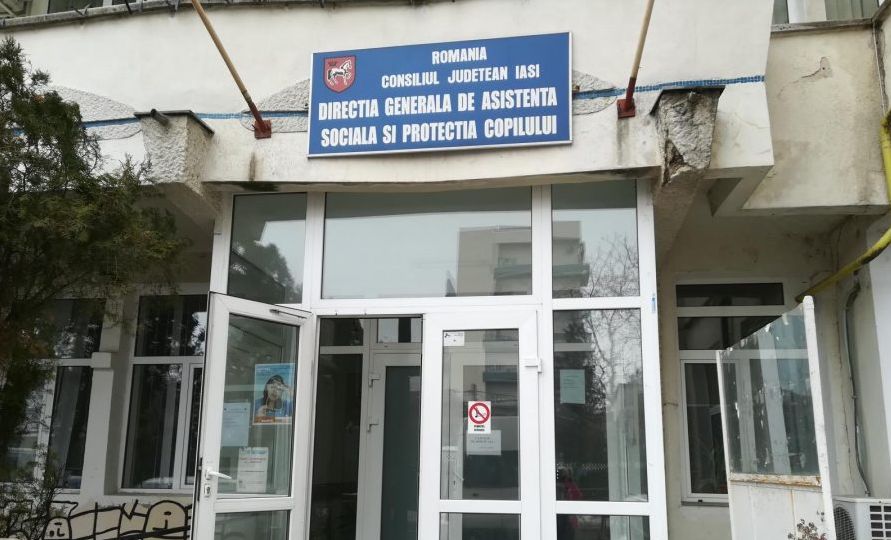 ROMANIA
CONSILIUL JUDETEAN IASI
DIRECTIA GENERALA DE ASISTENTA
SOCIALA SI PROTECTIA COPILULUI